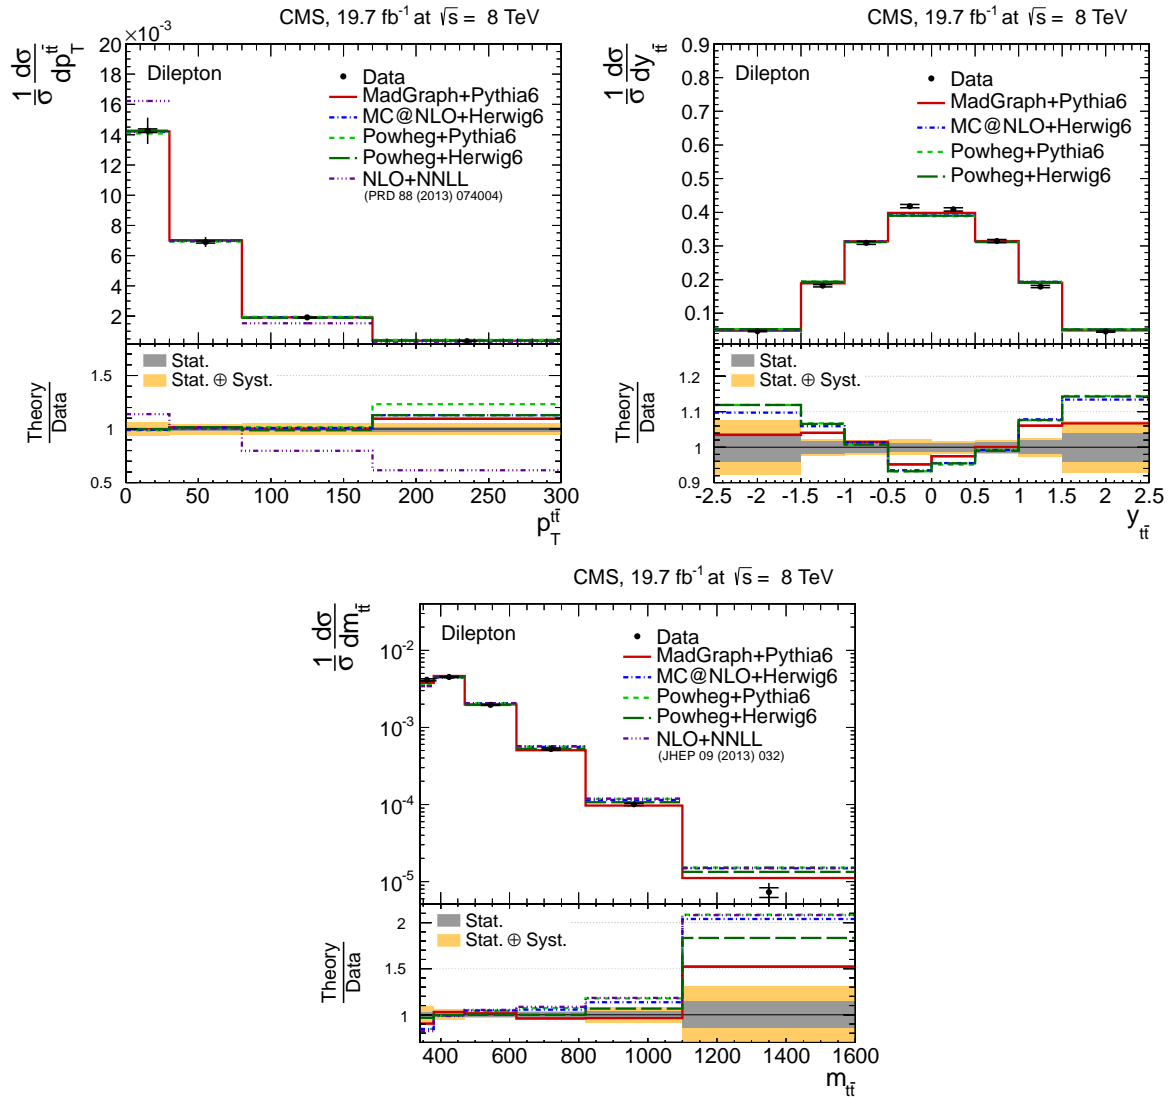 CMS, 19.7 fb⁻¹ at √s = 8 TeV
×10⁻³
1/σ dσ/dp_T^tt̄
Dilepton
Data
MadGraph+Pythia6
MC@NLO+Herwig6
Powheg+Pythia6
Powheg+Herwig6
NLO+NNLL
(PRD 88 (2013) 074004)
20
18
16
14
12
10
8
6
4
2
Theory/Data
Stat.
Stat. ⊕ Syst.
1.5
1
0.5
0 50 100 150 200 250 300
p_T^tt̄
CMS, 19.7 fb⁻¹ at √s = 8 TeV
1/σ dσ/dy_tt̄
Dilepton
Data
MadGraph+Pythia6
MC@NLO+Herwig6
Powheg+Pythia6
Powheg+Herwig6
0.9
0.8
0.7
0.6
0.5
0.4
0.3
0.2
0.1
Theory/Data
Stat.
Stat. ⊕ Syst.
1.2
1.1
1
0.9
-2.5 -2 -1.5 -1 -0.5 0 0.5 1 1.5 2 2.5
y_tt̄
CMS, 19.7 fb⁻¹ at √s = 8 TeV
1/σ dσ/dm_tt̄
Dilepton
Data
MadGraph+Pythia6
MC@NLO+Herwig6
Powheg+Pythia6
Powheg+Herwig6
NLO+NNLL
(JHEP 09 (2013) 032)
10⁻²
10⁻³
10⁻⁴
10⁻⁵
Theory/Data
Stat.
Stat. ⊕ Syst.
2
1.5
1
400 600 800 1000 1200 1400 1600
m_tt̄